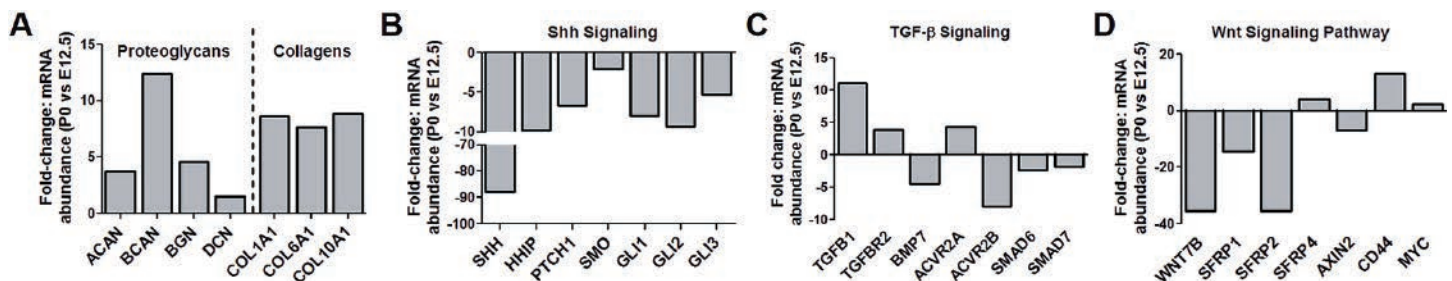 A
Fold-change: mRNA
abundance (P0 vs E12.5)
15
10
5
0
Proteoglycans
Collagens
ACAN
BCAN
BGN
DCN
COL1A1
COL6A1
COL10A1
B
Shh Signaling
Fold-change: mRNA
abundance (P0 vs E12.5)
0
-5
-10
-70
-80
-90
-100
SHH
HHIP
PTCH1
SMO
GLI1
GLI2
GLI3
C
TGF-β Signaling
Fold change: mRNA
abundance (P0 vs E12.5)
15
10
5
0
-5
-10
TGFB1
TGFBR2
BMP7
ACVR2A
ACVR2B
SMAD6
SMAD7
D
Wnt Signaling Pathway
Fold-change: mRNA
abundance (P0 vs E12.5)
20
0
-20
-40
WNT7B
SFRP1
SFRP2
SFRP4
AXIN2
CD44
MYC